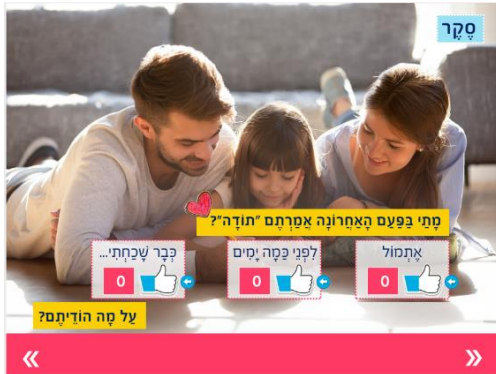 סֶקֶר
מָתַי בַּפַּעַם הָאַחֲרוֹנָה אֲמַרְתֶּם "תּוֹדָה"?
אֶתְמוֹל
לִפְנֵי כַּמָּה יָמִים
כְּבָר שָׁכַחְתִּי...
0
0
0
עַל מָה הוֹדֵיתֶם?
« »